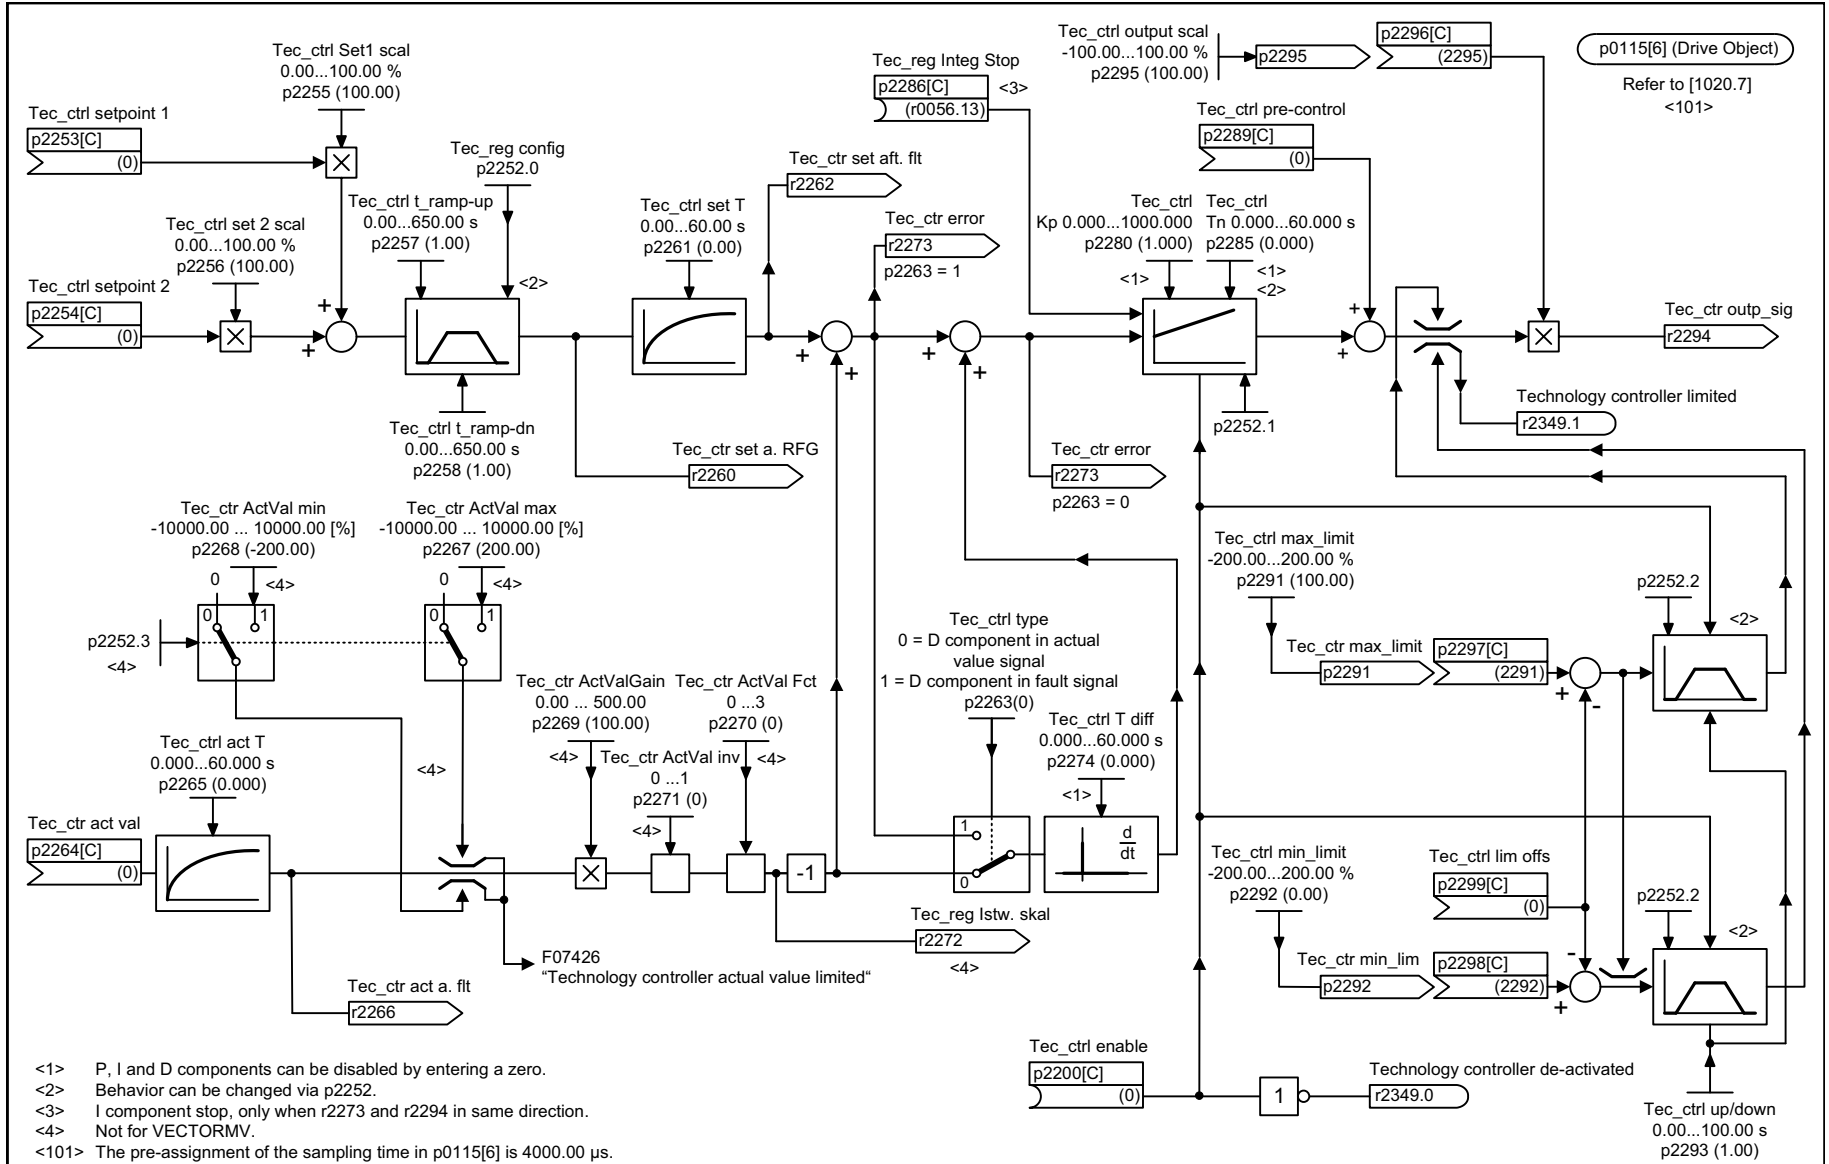 Tec_ctrl Set1 scal
0.00...100.00 %
p2255 (100.00)
Tec_ctrl setpoint 1
p2253[C]
(0)
Tec_ctrl set 2 scal
0.00...100.00 %
p2256 (100.00)
Tec_ctrl setpoint 2
p2254[C]
(0)
+
+
Tec_reg config
p2252.0
Tec_ctrl t_ramp-up
0.00...650.00 s
p2257 (1.00)
<2>
Tec_ctrl t_ramp-dn
0.00...650.00 s
p2258 (1.00)
Tec_ctrl set T
0.00...60.00 s
p2261 (0.00)
Tec_ctr set a. RFG
r2260
Tec_ctr set aft. flt
r2262
Tec_ctr error
r2273
p2263 = 1
+
+
+
+
Tec_reg Integ Stop
p2286[C]
<3>
(r0056.13)
Tec_ctrl
Kp 0.000...1000.000
p2280 (1.000)
<1>
Tec_ctrl
Tn 0.000...60.000 s
p2285 (0.000)
<1>
<2>
p2252.1
Tec_ctr error
r2273
p2263 = 0
Tec_ctrl output scal
-100.00...100.00 %
p2295 (100.00)
p2295
p2296[C]
(2295)
Tec_ctrl pre-control
p2289[C]
(0)
+
+
p0115[6] (Drive Object)
Refer to [1020.7]
<101>
Tec_ctr outp_sig
r2294
Technology controller limited
r2349.1
Tec_ctr ActVal min
-10000.00 ... 10000.00 [%]
p2268 (-200.00)
0
<4>
0
1
p2252.3
<4>
Tec_ctr ActVal max
-10000.00 ... 10000.00 [%]
p2267 (200.00)
0
<4>
0
1
<4>
Tec_ctrl act T
0.000...60.000 s
p2265 (0.000)
Tec_ctr act val
p2264[C]
(0)
Tec_ctr act a. flt
r2266
F07426
"Technology controller actual value limited"
Tec_ctr ActValGain
0.00 ... 500.00
p2269 (100.00)
<4>
Tec_ctr ActVal Fct
0 ...3
p2270 (0)
<4>
Tec_ctr ActVal inv
0 ...1
p2271 (0)
<4>
-1
Tec_reg Istw. skal
r2272
<4>
Tec_ctrl type
0 = D component in actual
value signal
1 = D component in fault signal
p2263(0)
1
0
Tec_ctrl T diff
0.000...60.000 s
p2274 (0.000)
<1>
d
dt
Tec_ctrl max_limit
-200.00...200.00 %
p2291 (100.00)
Tec_ctr max_limit
p2291
p2297[C]
(2291)
+
-
p2252.2
<2>
Tec_ctrl min_limit
-200.00...200.00 %
p2292 (0.00)
Tec_ctr min_lim
p2292
Tec_ctrl lim offs
p2299[C]
(0)
p2298[C]
(2292)
-
+
p2252.2
<2>
Tec_ctrl up/down
0.00...100.00 s
p2293 (1.00)
Tec_ctrl enable
p2200[C]
(0)
1
Technology controller de-activated
r2349.0
<1> P, I and D components can be disabled by entering a zero.
<2> Behavior can be changed via p2252.
<3> I component stop, only when r2273 and r2294 in same direction.
<4> Not for VECTORMV.
<101> The pre-assignment of the sampling time in p0115[6] is 4000.00 µs.